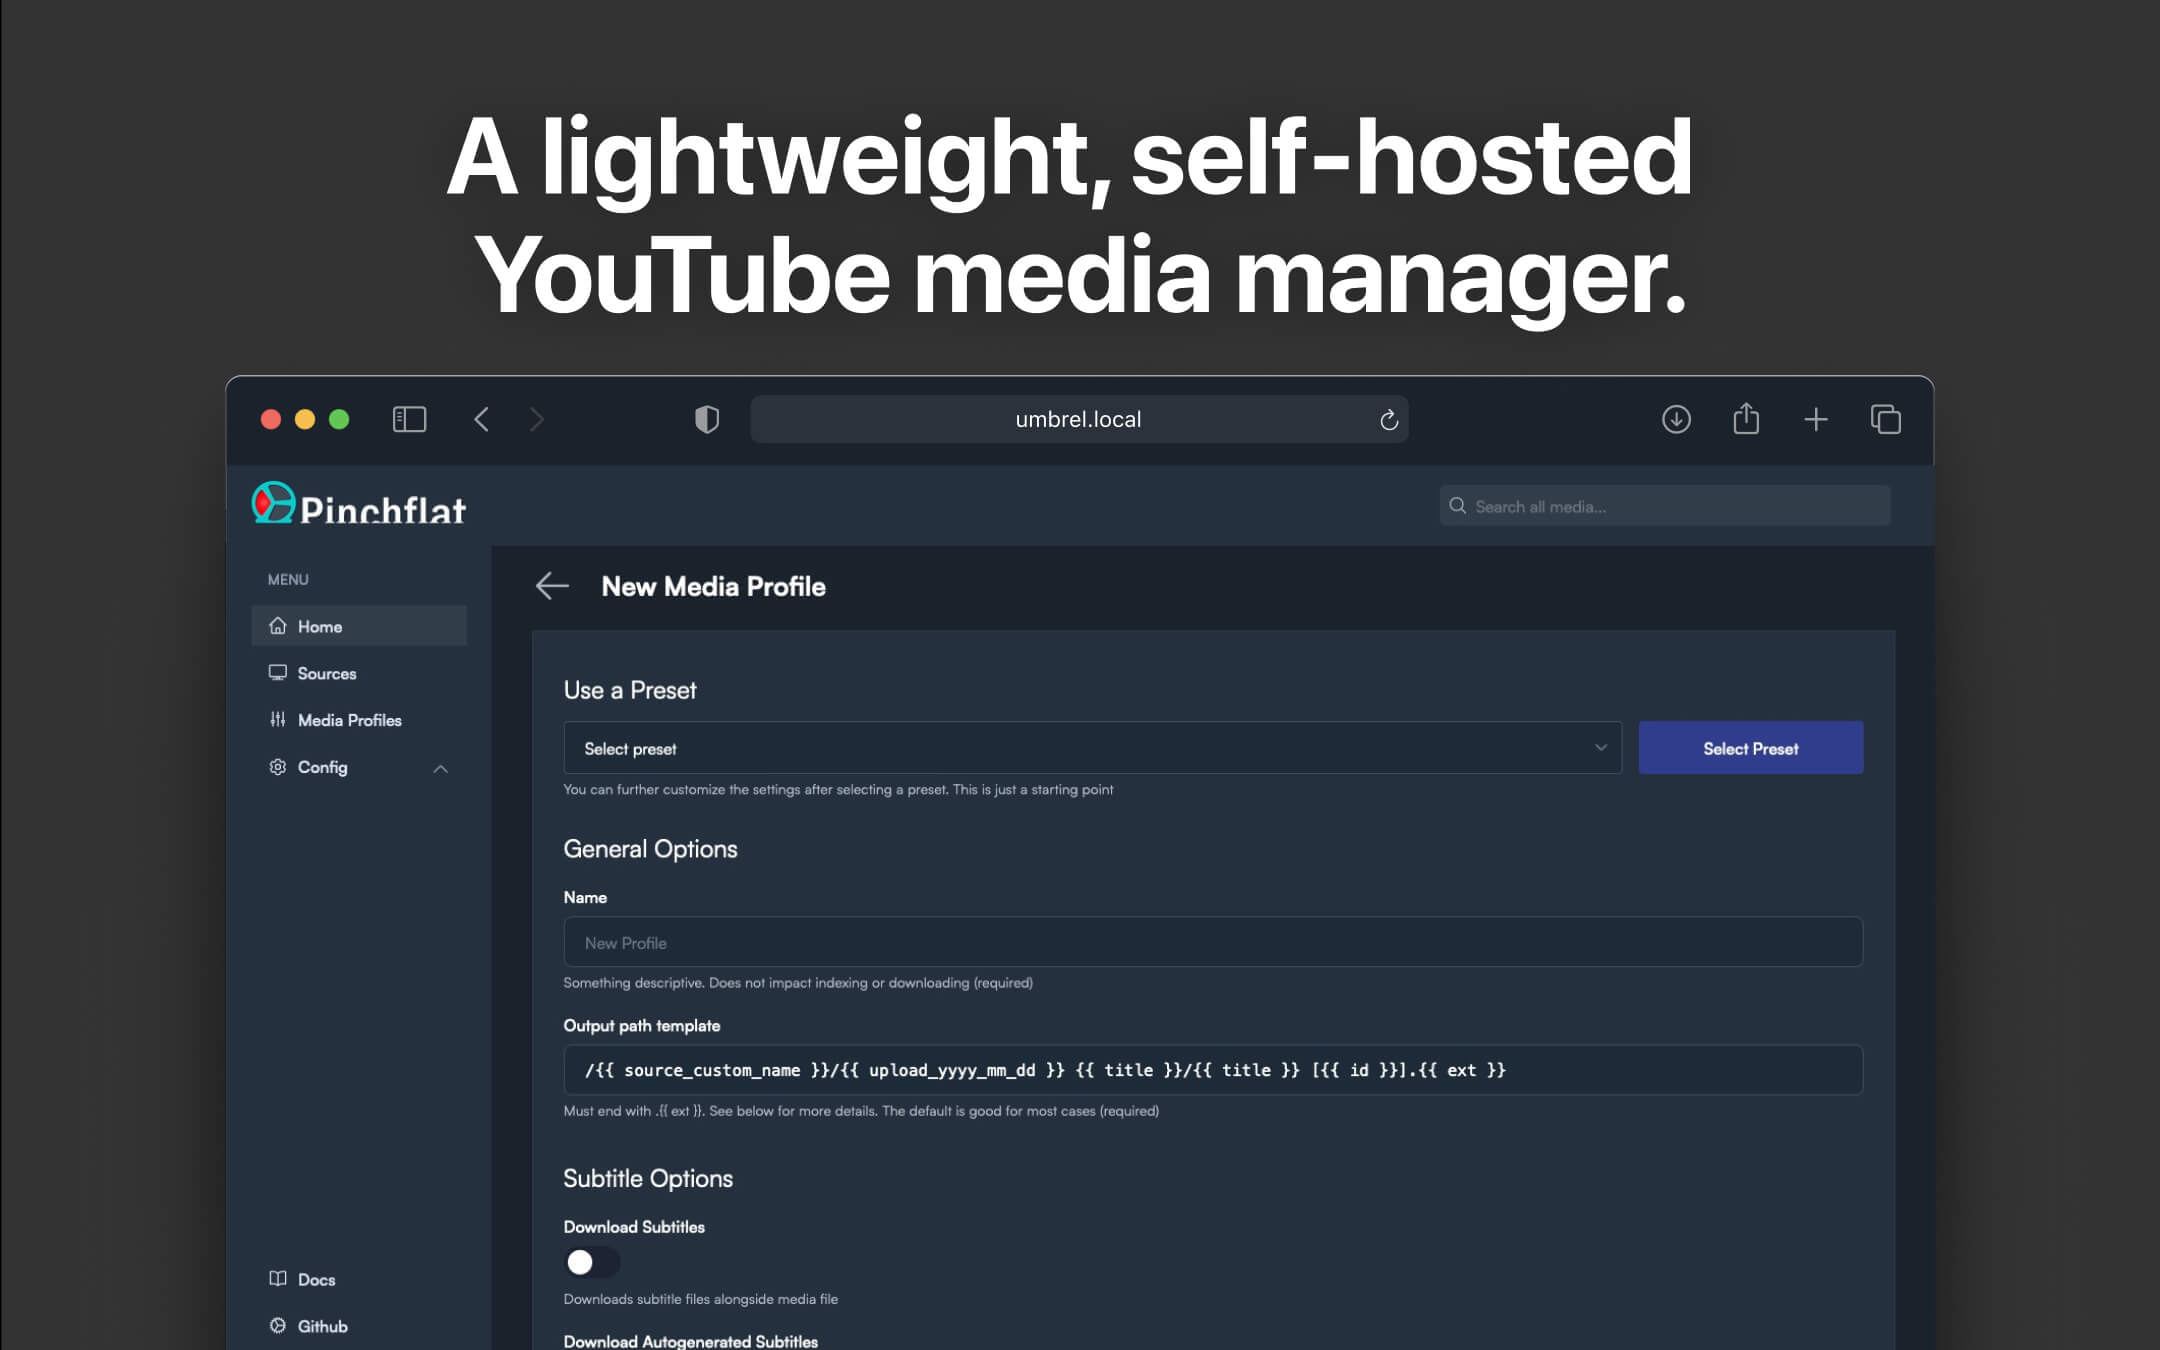 A lightweight, self-hosted
YouTube media manager.
umbrel.local
Pinchflat
Search all media...
MENU
Home
Sources
Media Profiles
Config
Docs
Github
New Media Profile
Use a Preset
Select preset
Select Preset
You can further customize the settings after selecting a preset. This is just a starting point
General Options
Name
New Profile
Something descriptive. Does not impact indexing or downloading (required)
Output path template
/{{ source_custom_name }}/{{ upload_yyyy_mm_dd }} {{ title }}/{{ title }} [{{ id }}].{{ ext }}
Must end with .{{ ext }}. See below for more details. The default is good for most cases (required)
Subtitle Options
Download Subtitles
Downloads subtitle files alongside media file
Download Autogenerated Subtitles